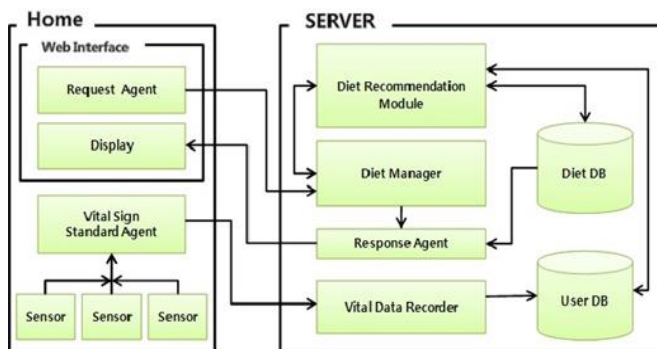 Home
Web Interface
Request Agent
Display
Vital Sign
Standard Agent
Sensor
Sensor
Sensor
SERVER
Diet Recommendation
Module
Diet Manager
Response Agent
Vital Data Recorder
Diet DB
User DB